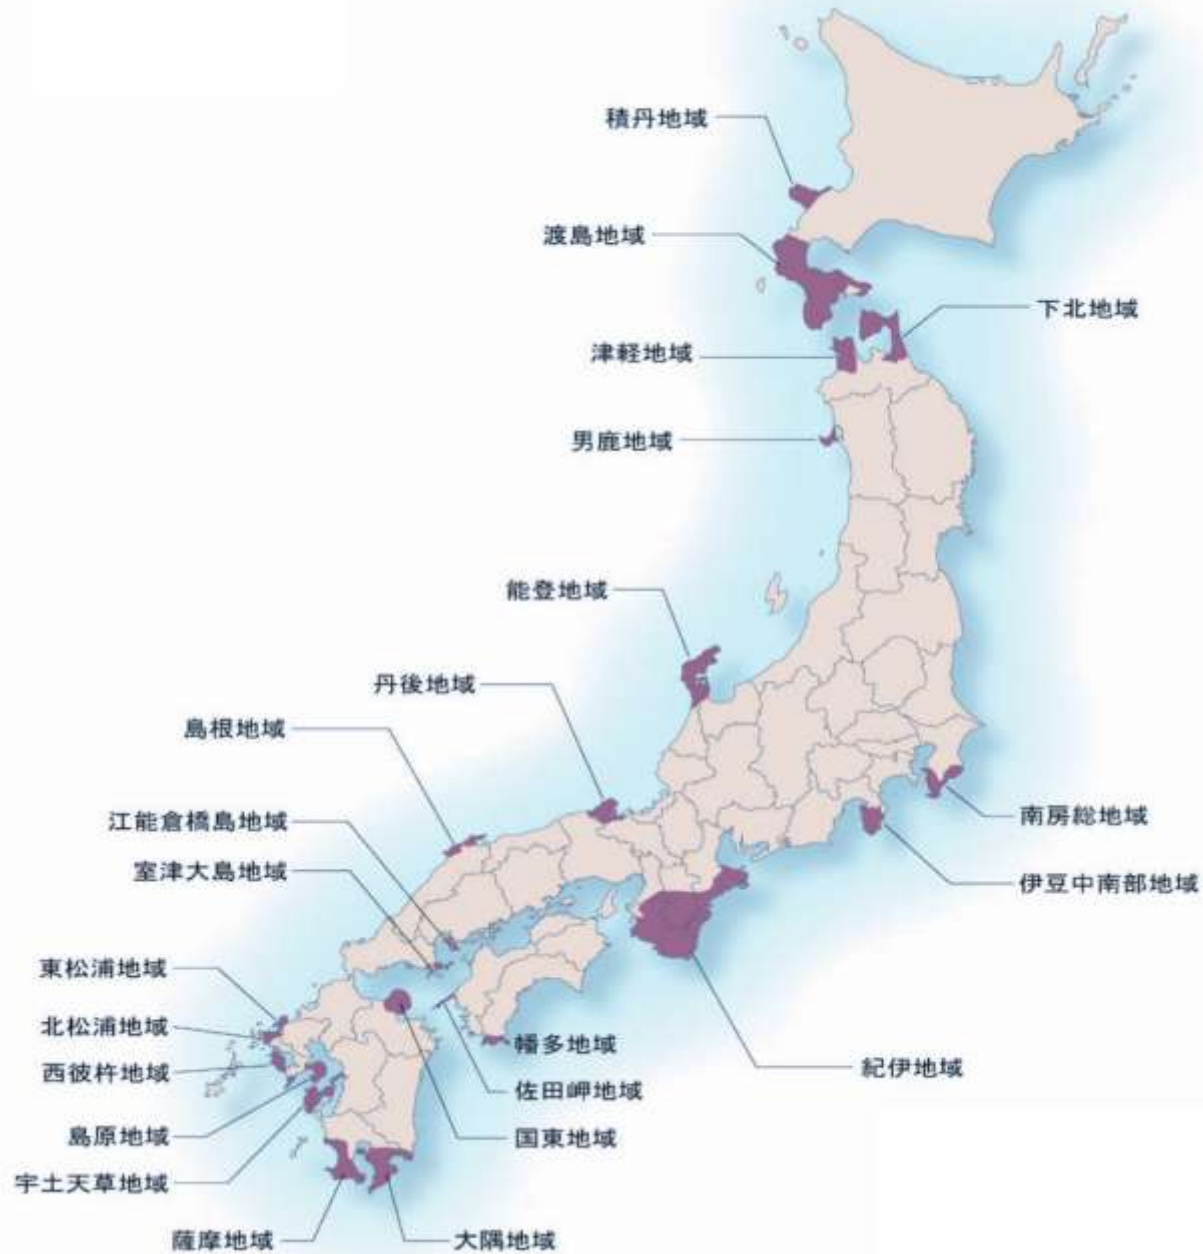 積丹地域
渡島地域
下北地域
津軽地域
男鹿地域
能登地域
丹後地域
島根地域
江能倉橋島地域
室津大島地域
南房総地域
伊豆中南部地域
東松浦地域
北松浦地域
西彼杵地域
島原地域
宇土天草地域
幡多地域
佐田岬地域
国東地域
紀伊地域
薩摩地域
大隅地域